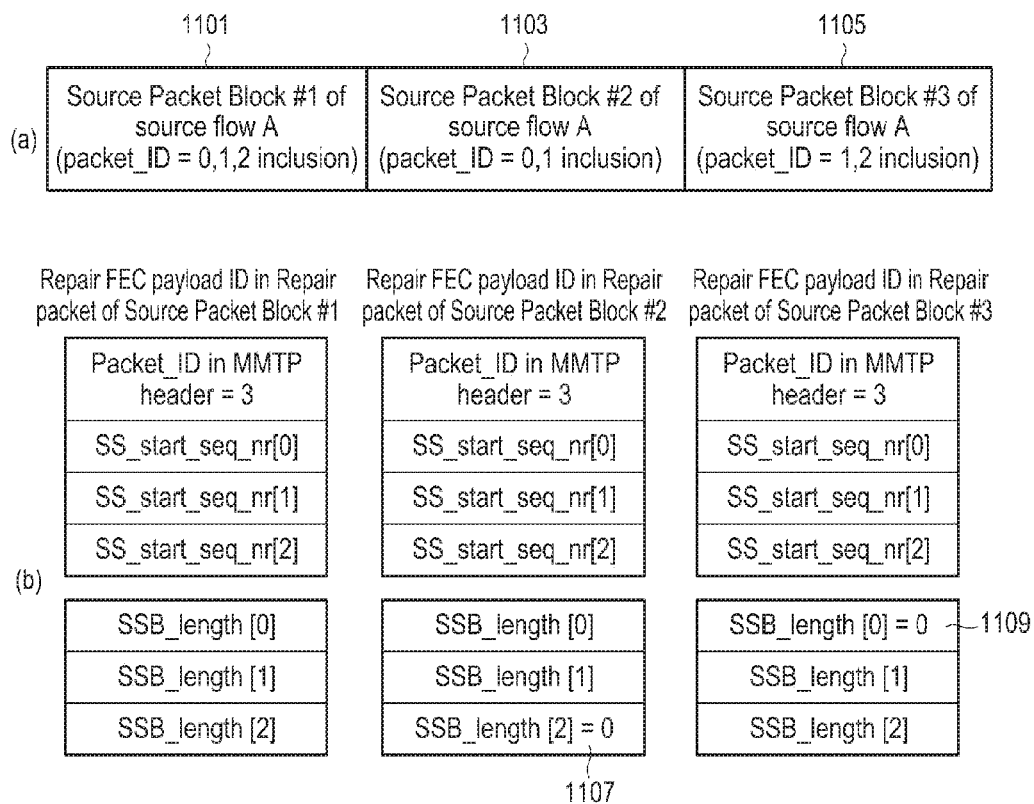 1101
1103
1105
(a)
Source Packet Block #1 of
source flow A
(packet_ID = 0,1,2 inclusion)
Source Packet Block #2 of
source flow A
(packet_ID = 0,1 inclusion)
Source Packet Block #3 of
source flow A
(packet_ID = 1,2 inclusion)
(b)
Repair FEC payload ID in Repair
packet of Source Packet Block #1
Packet_ID in MMTP
header = 3
SS_start_seq_nr[0]
SS_start_seq_nr[1]
SS_start_seq_nr[2]
SSB_length [0]
SSB_length [1]
SSB_length [2]
Repair FEC payload ID in Repair
packet of Source Packet Block #2
Packet_ID in MMTP
header = 3
SS_start_seq_nr[0]
SS_start_seq_nr[1]
SS_start_seq_nr[2]
SSB_length [0]
SSB_length [1]
SSB_length [2] = 0
1107
Repair FEC payload ID in Repair
packet of Source Packet Block #3
Packet_ID in MMTP
header = 3
SS_start_seq_nr[0]
SS_start_seq_nr[1]
SS_start_seq_nr[2]
SSB_length [0] = 0
1109
SSB_length [1]
SSB_length [2]